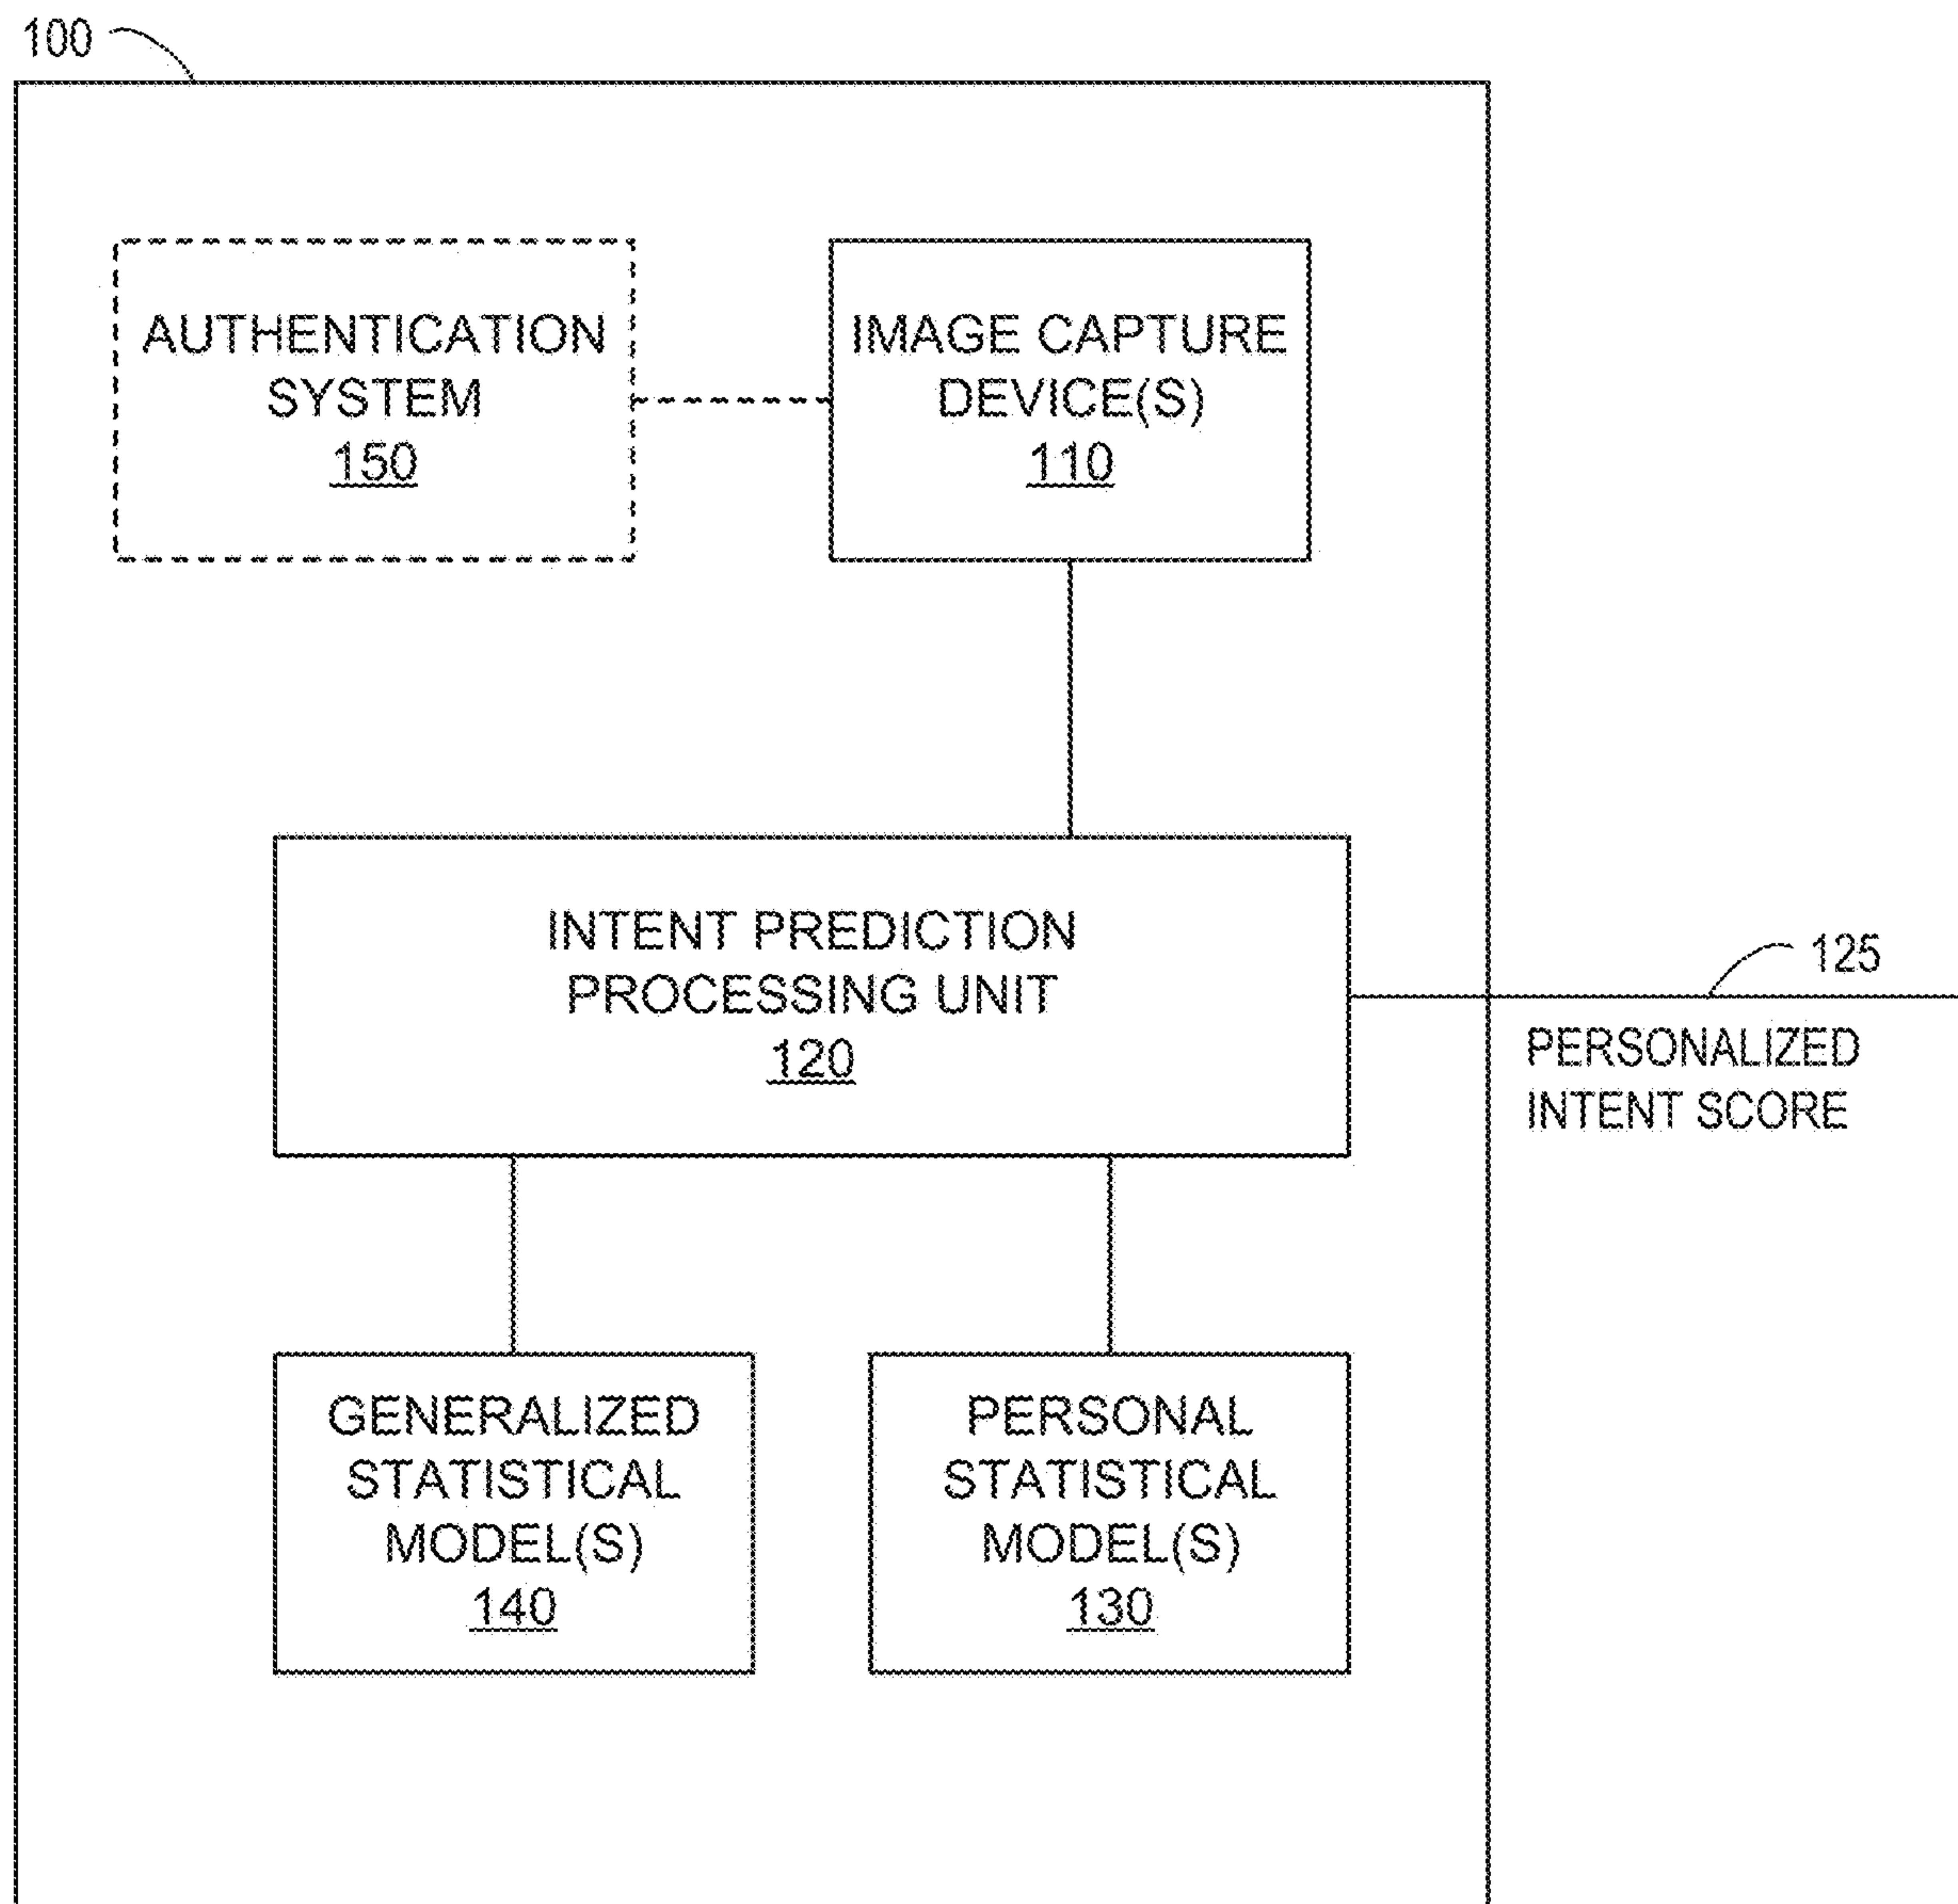 100
AUTHENTICATION
SYSTEM
150
IMAGE CAPTURE
DEVICE(S)
110
INTENT PREDICTION
PROCESSING UNIT
120
125
PERSONALIZED
INTENT SCORE
GENERALIZED
STATISTICAL
MODEL(S)
140
PERSONAL
STATISTICAL
MODEL(S)
130